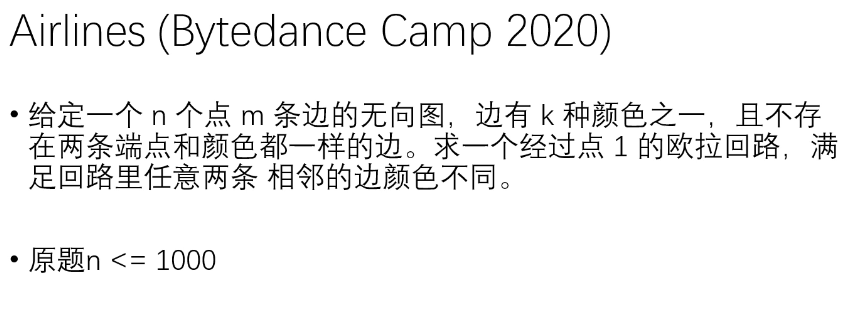 Airlines (Bytedance Camp 2020)
• 给定一个 n 个点 m 条边的无向图，边有 k 种颜色之一，且不存
在两条端点和颜色都一样的边。求一个经过点 1 的欧拉回路，满
足回路里任意两条 相邻的边颜色不同。
• 原题n <= 1000